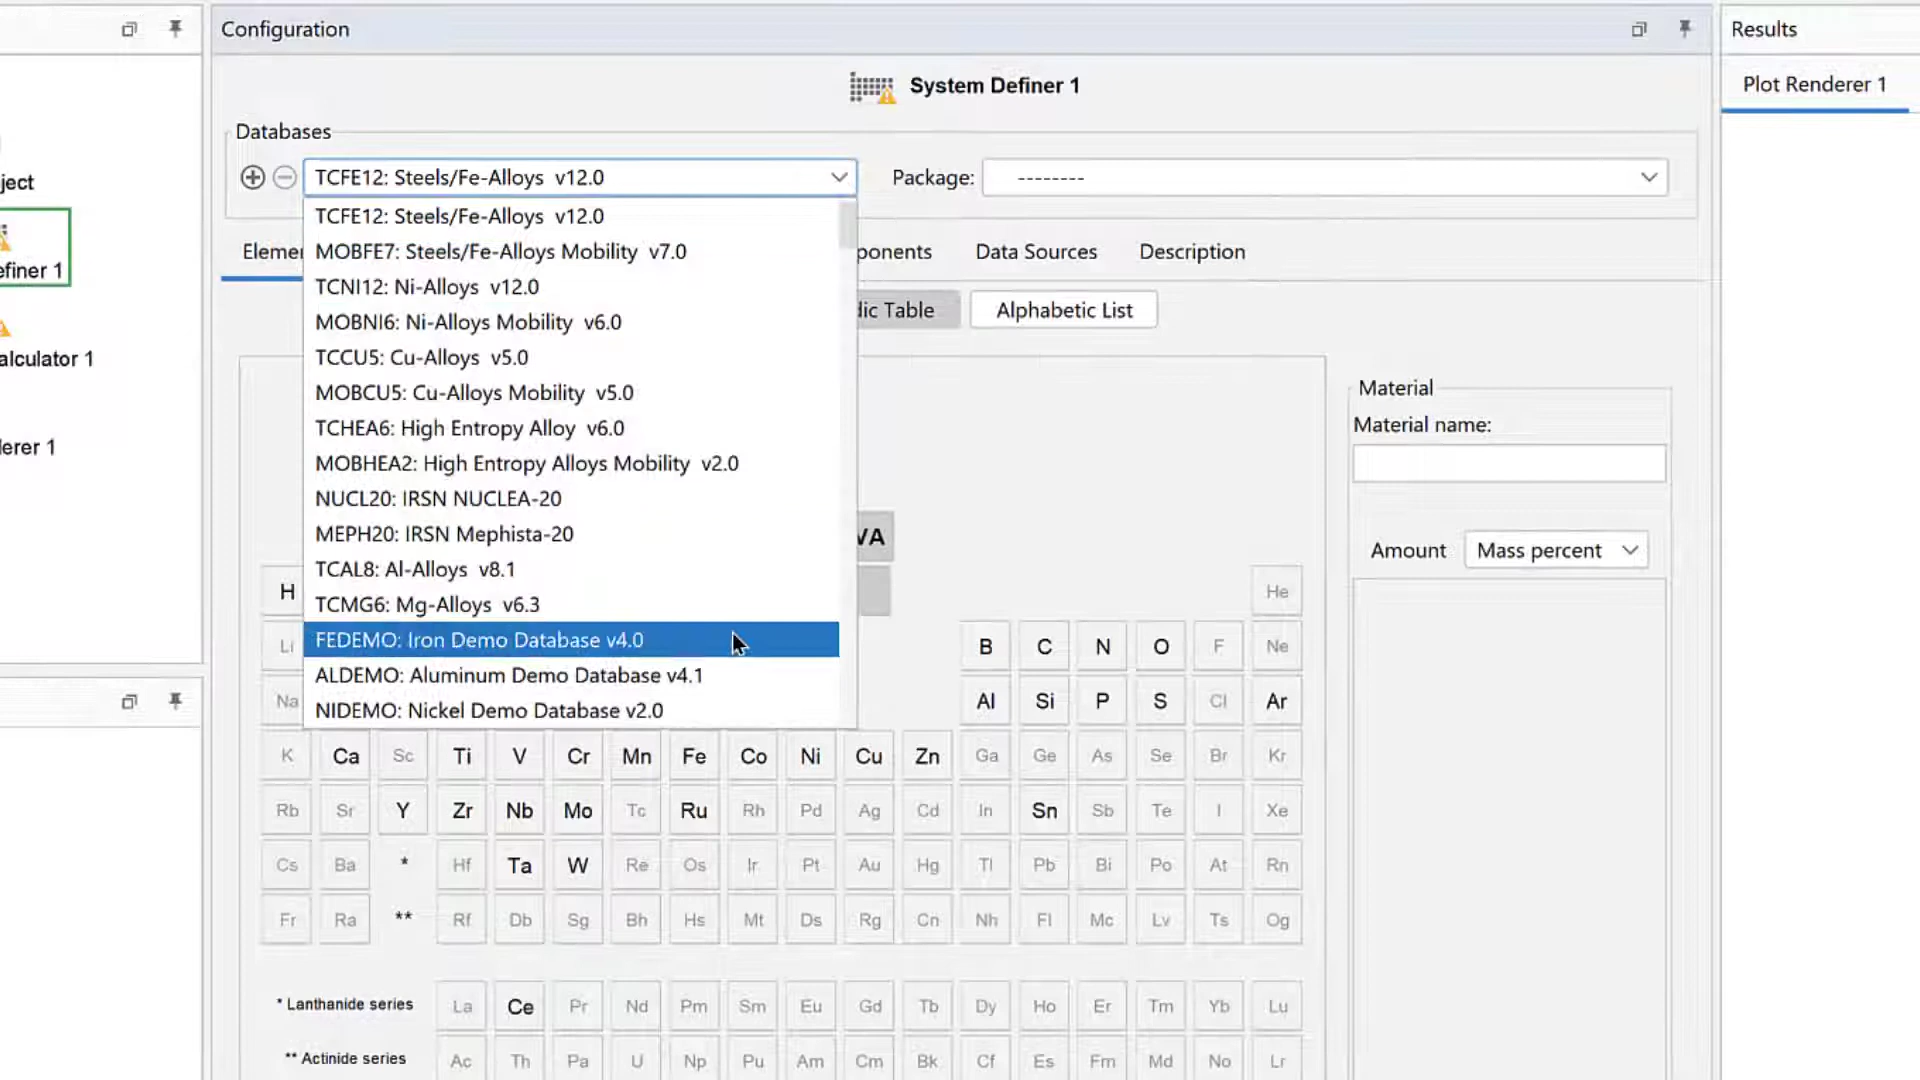 Configuration
Results
System Definer 1
Plot Renderer 1
Databases
TCFE12: Steels/Fe-Alloys v12.0
Package: --------
ject
efiner 1
alculator 1
erer 1
TCFE12: Steels/Fe-Alloys v12.0
MOBFE7: Steels/Fe-Alloys Mobility v7.0
TCNI12: Ni-Alloys v12.0
MOBNI6: Ni-Alloys Mobility v6.0
TCCU5: Cu-Alloys v5.0
MOBCU5: Cu-Alloys Mobility v5.0
TCHEA6: High Entropy Alloy v6.0
MOBHEA2: High Entropy Alloys Mobility v2.0
NUCL20: IRSN NUCLEA-20
MEPH20: IRSN Mephista-20
TCAL8: Al-Alloys v8.1
TCMG6: Mg-Alloys v6.3
FEDEMO: Iron Demo Database v4.0
ALDEMO: Aluminum Demo Database v4.1
NIDEMO: Nickel Demo Database v2.0
Elemen ponents Data Sources Description
dic Table Alphabetic List
Material
Material name:
Amount Mass percent
VA
H He
Li B C N O F Ne
Na Al Si P S Cl Ar
K Ca Sc Ti V Cr Mn Fe Co Ni Cu Zn Ga Ge As Se Br Kr
Rb Sr Y Zr Nb Mo Tc Ru Rh Pd Ag Cd In Sn Sb Te I Xe
Cs Ba * Hf Ta W Re Os Ir Pt Au Hg Tl Pb Bi Po At Rn
Fr Ra ** Rf Db Sg Bh Hs Mt Ds Rg Cn Nh Fl Mc Lv Ts Og
* Lanthanide series La Ce Pr Nd Pm Sm Eu Gd Tb Dy Ho Er Tm Yb Lu
** Actinide series Ac Th Pa U Np Pu Am Cm Bk Cf Es Fm Md No Lr